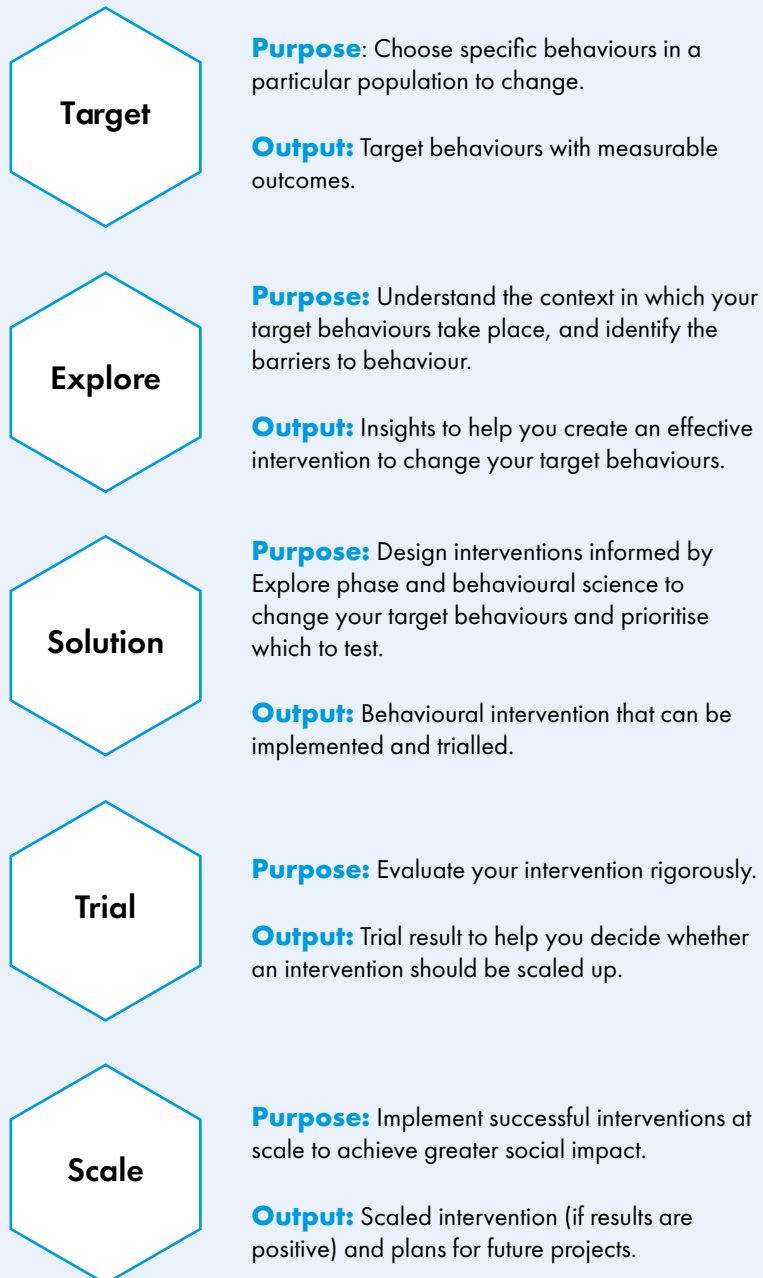 Target
Purpose: Choose specific behaviours in a
particular population to change.
Output: Target behaviours with measurable
outcomes.
Explore
Purpose: Understand the context in which your
target behaviours take place, and identify the
barriers to behaviour.
Output: Insights to help you create an effective
intervention to change your target behaviours.
Solution
Purpose: Design interventions informed by
Explore phase and behavioural science to
change your target behaviours and prioritise
which to test.
Output: Behavioural intervention that can be
implemented and trialled.
Trial
Purpose: Evaluate your intervention rigorously.
Output: Trial result to help you decide whether
an intervention should be scaled up.
Scale
Purpose: Implement successful interventions at
scale to achieve greater social impact.
Output: Scaled intervention (if results are
positive) and plans for future projects.